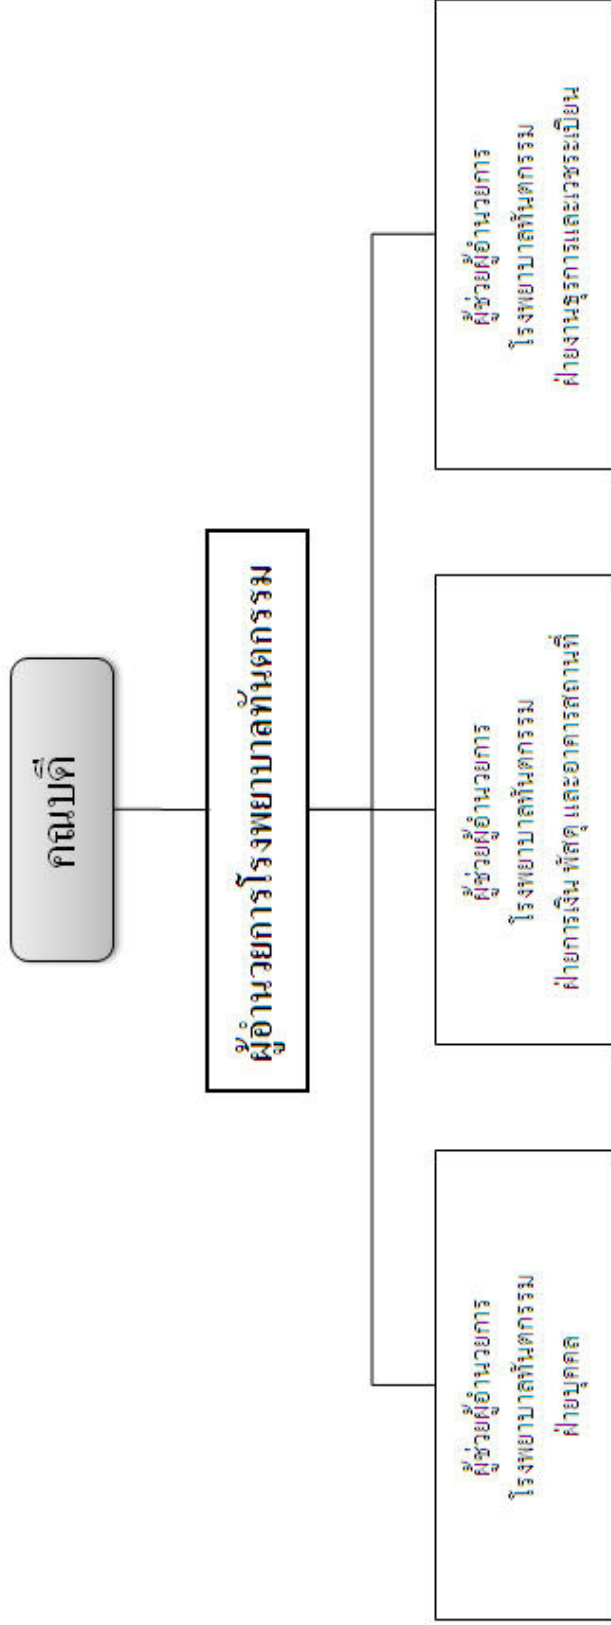 คณบดี
ผู้อำนวยการโรงพยาบาลทันตกรรม
ผู้ช่วยผู้อำนวยการ
โรงพยาบาลทันตกรรม
ฝ่ายบุคคล
ผู้ช่วยผู้อำนวยการ
โรงพยาบาลทันตกรรม
ฝ่ายการเงิน พัสดุ และอาคารสถานที่
ผู้ช่วยผู้อำนวยการ
โรงพยาบาลทันตกรรม
ฝ่ายงานธุรการและเวชระเบียน